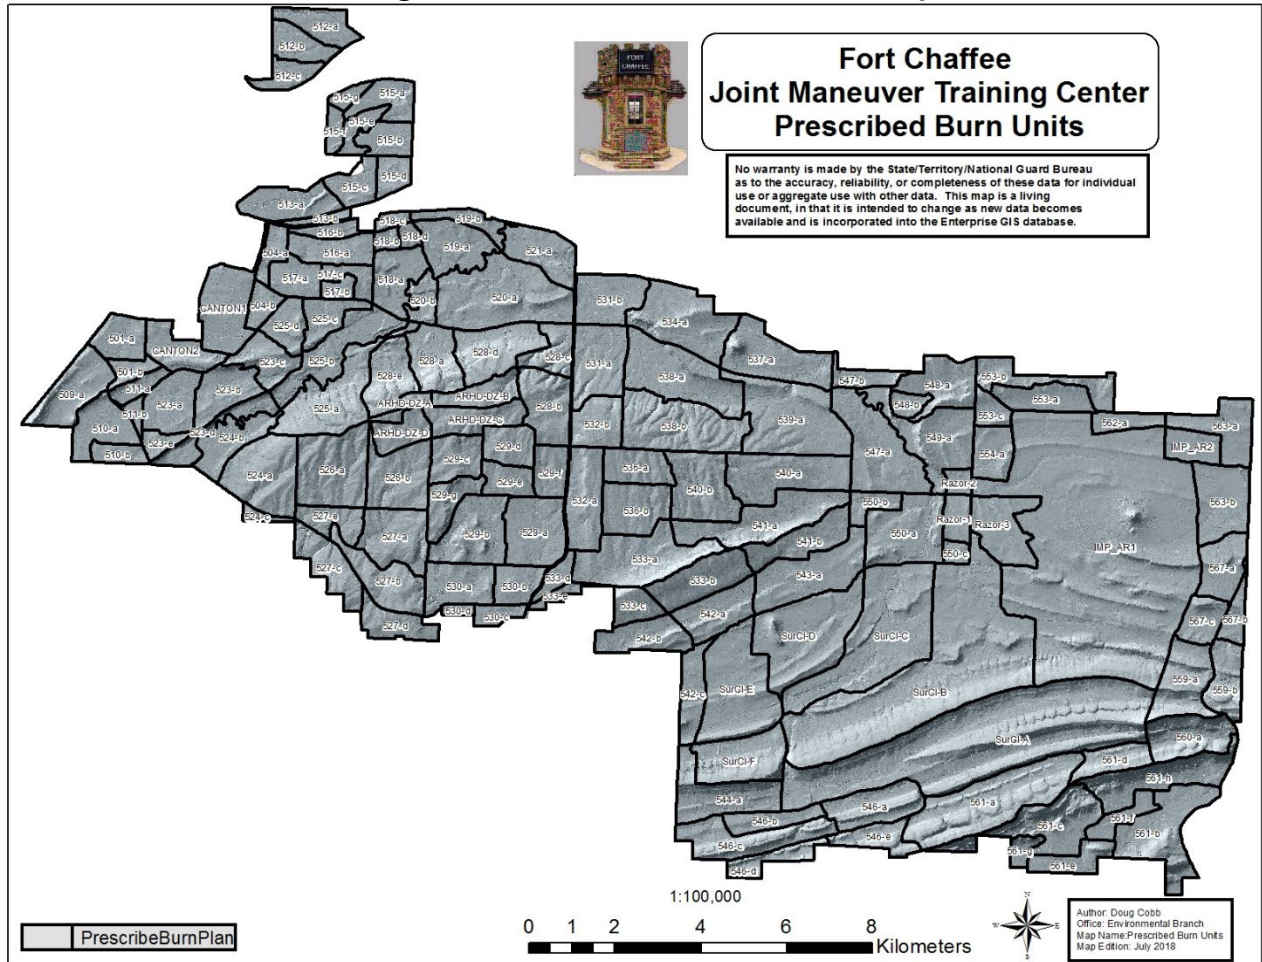 Fort Chaffee
Joint Maneuver Training Center
Prescribed Burn Units
FORT
CHAFFEE
No warranty is made by the State/Territory/National Guard Bureau
as to the accuracy, reliability, or completeness of these data for individual
use or aggregate use with other data. This map is a living
document, in that it is intended to change as new data becomes
available and is incorporated into the Enterprise GIS database.
512-a
512-b
512-c
515-g
515-a
515-e
515-f
515-b
515-d
515-c
513-a
513-b
518-c
519-b
516-b
518-b
518-d
519-a
521-a
504-a
516-a
517-a
517-c
518-a
517-b
520-b
520-a
531-b
CANTON1
504-b
525-d
525-c
534-a
501-a
CANTON2
523-c
525-b
528-a
528-d
528-c
531-a
537-a
501-b
528-e
538-a
547-b
548-a
553-b
509-a
511-a
523-b
523-a
ARHD-DZ-A
ARHD-DZ-B
528-b
548-b
553-a
511-b
525-a
ARHD-DZ-C
539-a
553-c
562-a
563-a
510-a
523-d
524-b
ARHD-DZ-D
532-b
538-b
549-a
523-e
529-d
IMP_AR2
510-b
529-c
547-a
554-a
524-a
526-a
526-b
529-e
529-f
536-a
540-a
540-b
Razor-2
529-g
532-a
550-b
563-b
524-c
527-e
536-b
Razor-1
Razor-3
527-a
529-b
529-a
541-a
550-a
541-b
IMP_AR1
550-c
527-c
533-a
567-a
527-b
530-a
530-b
533-d
533-b
543-a
533-e
533-c
530-d
530-c
542-a
567-c
567-b
527-d
542-b
SurCl-D
SurCl-C
559-a
542-c
SurCl-E
SurCl-B
559-b
560-a
SurCl-A
SurCl-F
561-d
561-h
544-a
546-a
561-a
546-b
561-c
561-f
561-b
546-c
546-e
561-g
561-e
546-d
1:100,000
0 1 2 4 6 8
Kilometers
PrescribeBurnPlan
N
W E
S
Author: Doug Cobb
Office: Environmental Branch
Map Name:Prescribed Burn Units
Map Edition: July 2018